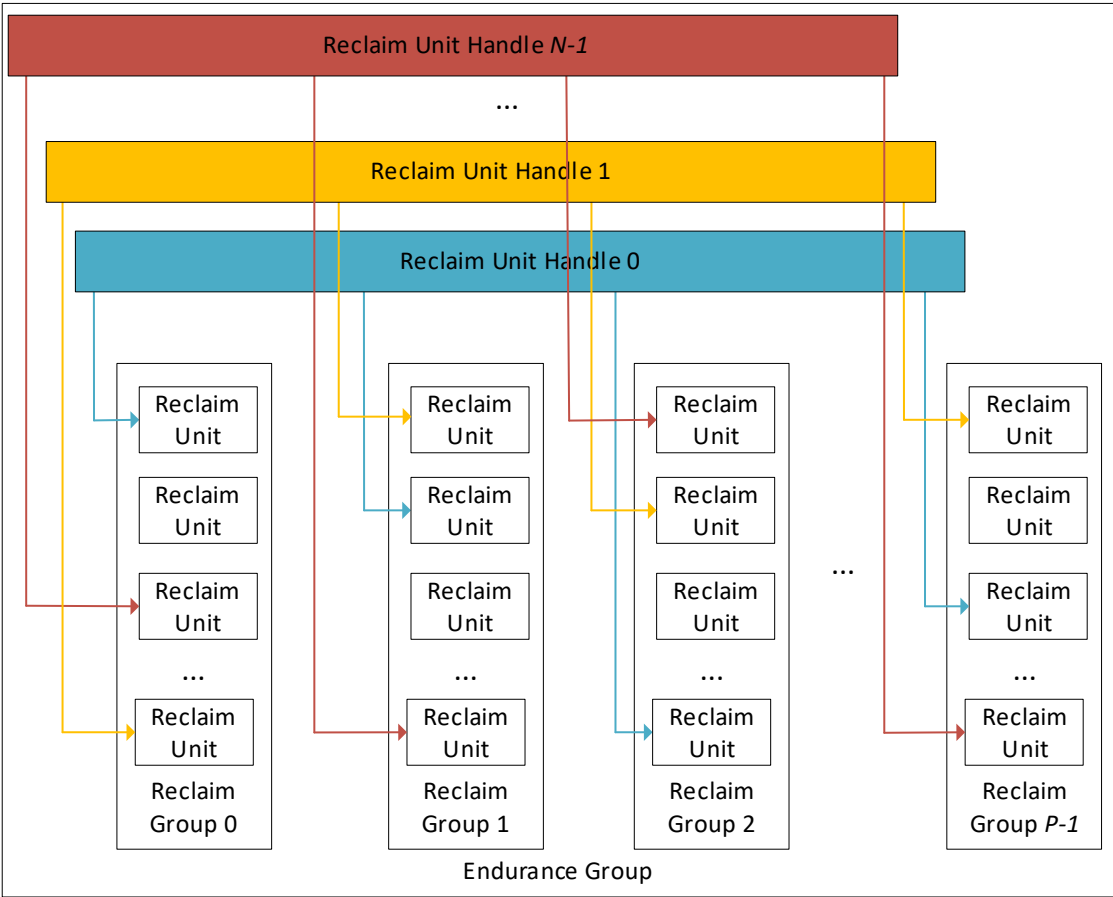 Reclaim Unit Handle N-1
...
Reclaim Unit Handle 1
Reclaim Unit Handle 0
Reclaim
Unit
Reclaim
Unit
Reclaim
Unit
...
Reclaim
Unit
Reclaim
Group 0
Reclaim
Unit
Reclaim
Unit
Reclaim
Unit
...
Reclaim
Unit
Reclaim
Group 1
Reclaim
Unit
Reclaim
Unit
Reclaim
Unit
...
Reclaim
Unit
Reclaim
Group 2
...
Reclaim
Unit
Reclaim
Unit
Reclaim
Unit
...
Reclaim
Unit
Reclaim
Group P-1
Endurance Group